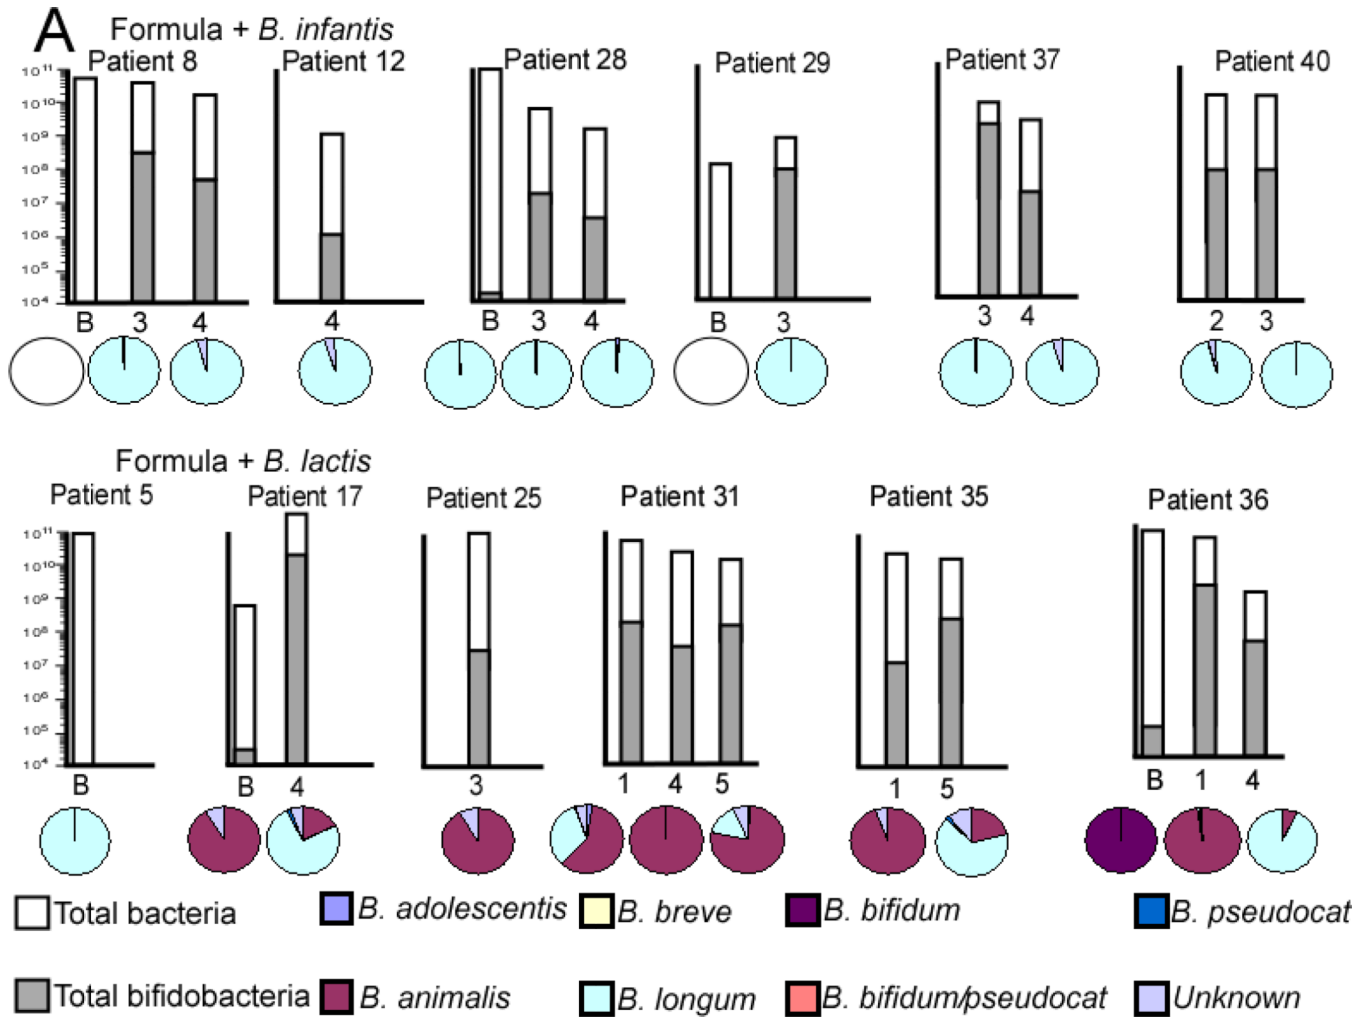 A Formula + B. infantis
Patient 8 Patient 12 Patient 28 Patient 29 Patient 37 Patient 40
10¹¹
10¹⁰
10⁹
10⁸
10⁷
10⁶
10⁵
10⁴
B 3 4 4 B 3 4 B 3 3 4 2 3
Formula + B. lactis
Patient 5 Patient 17 Patient 25 Patient 31 Patient 35 Patient 36
10¹¹
10¹⁰
10⁹
10⁸
10⁷
10⁶
10⁵
10⁴
B B 4 3 1 4 5 1 5 B 1 4
Total bacteria B. adolescentis B. breve B. bifidum B. pseudocat
Total bifidobacteria B. animalis B. longum B. bifidum/pseudocat Unknown